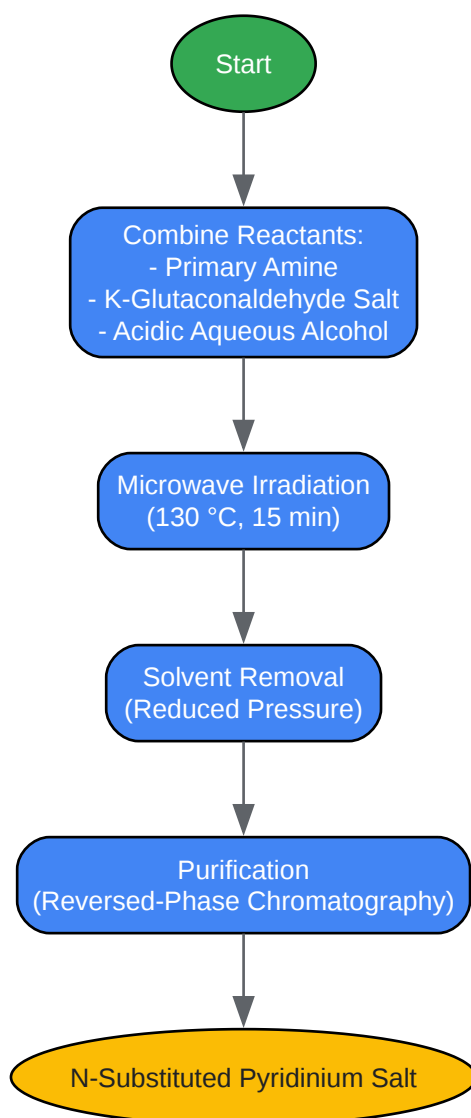 Start
Combine Reactants:
- Primary Amine
- K-Glutaconaldehyde Salt
- Acidic Aqueous Alcohol
Microwave Irradiation
(130 °C, 15 min)
Solvent Removal
(Reduced Pressure)
Purification
(Reversed-Phase Chromatography)
N-Substituted Pyridinium Salt